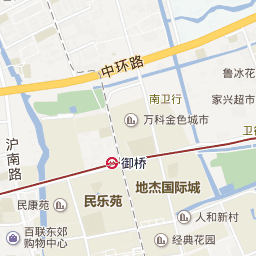 中环路
鲁冰花
南卫行
家兴超市
万科金色城市
卫
沪南路
御桥
民乐苑
地杰国际城
民康苑
人和新村
百联东郊
购物中心
经典花园